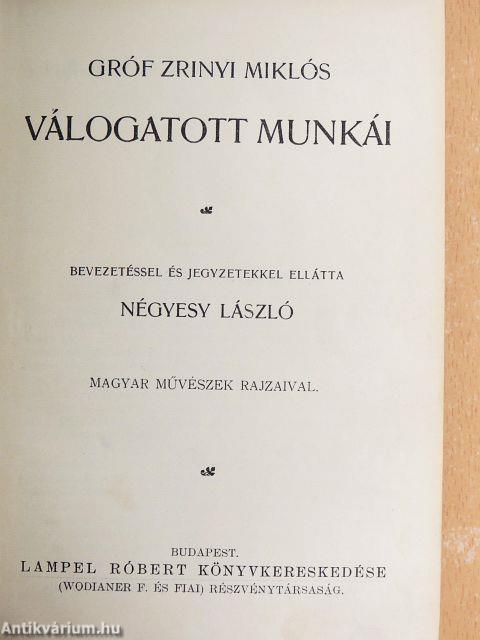 GRÓF ZRINYI MIKLÓS
VÁLOGATOTT MUNKÁI
BEVEZETÉSSEL ÉS JEGYZETEKKEL ELLÁTTA
NÉGYESY LÁSZLÓ
MAGYAR MŰVÉSZEK RAJZAIVAL.
BUDAPEST.
LAMPEL RÓBERT KÖNYVKERESKEDÉSE
(WODIANER F. ÉS FIAI) RÉSZVÉNYTÁRSASÁG.
Antikvárium.hu